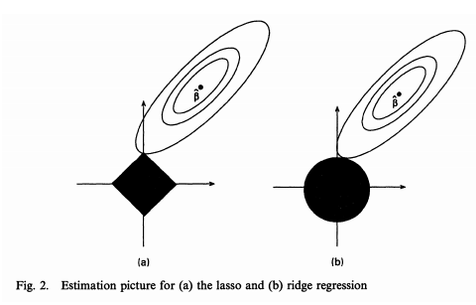 β̂
β̂
(a)
(b)
Fig. 2. Estimation picture for (a) the lasso and (b) ridge regression